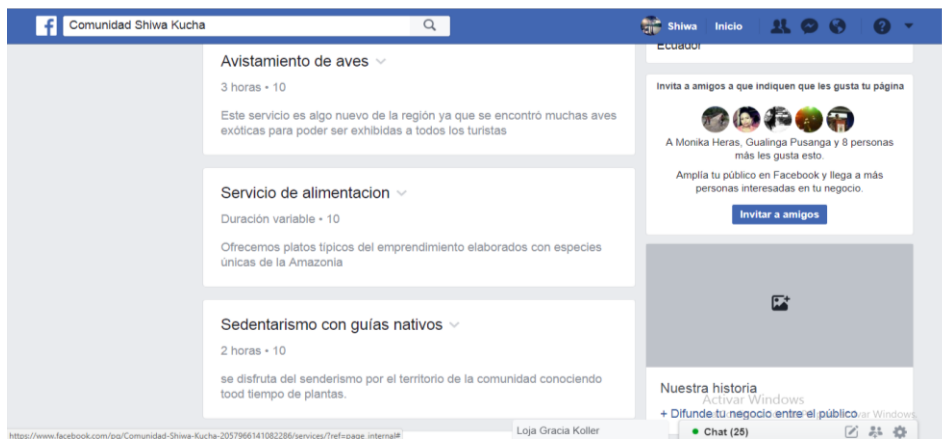 Comunidad Shiwa Kucha
Shiwa
Inicio
Avistamiento de aves
3 horas • 10
Este servicio es algo nuevo de la región ya que se encontró muchas aves
exóticas para poder ser exhibidas a todos los turistas
Servicio de alimentacion
Duración variable • 10
Ofrecemos platos típicos del emprendimiento elaborados con especies
únicas de la Amazonia
Sedentarismo con guías nativos
2 horas • 10
se disfruta del senderismo por el territorio de la comunidad conociendo
tood tiempo de plantas.
Ecuador
Invita a amigos a que indiquen que les gusta tu página
A Monika Heras, Gualinga Pusanga y 8 personas
más les gusta esto.
Amplía tu público en Facebook y llega a más
personas interesadas en tu negocio.
Invitar a amigos
Nuestra historia
Activar Windows
+ Difunde tu negocio entre el público
var Windows
https://www.facebook.com/pg/Comunidad-Shiwa-Kucha-2057966141082286/services/?ref=page_internal#
Loja Gracia Koller
Chat (25)